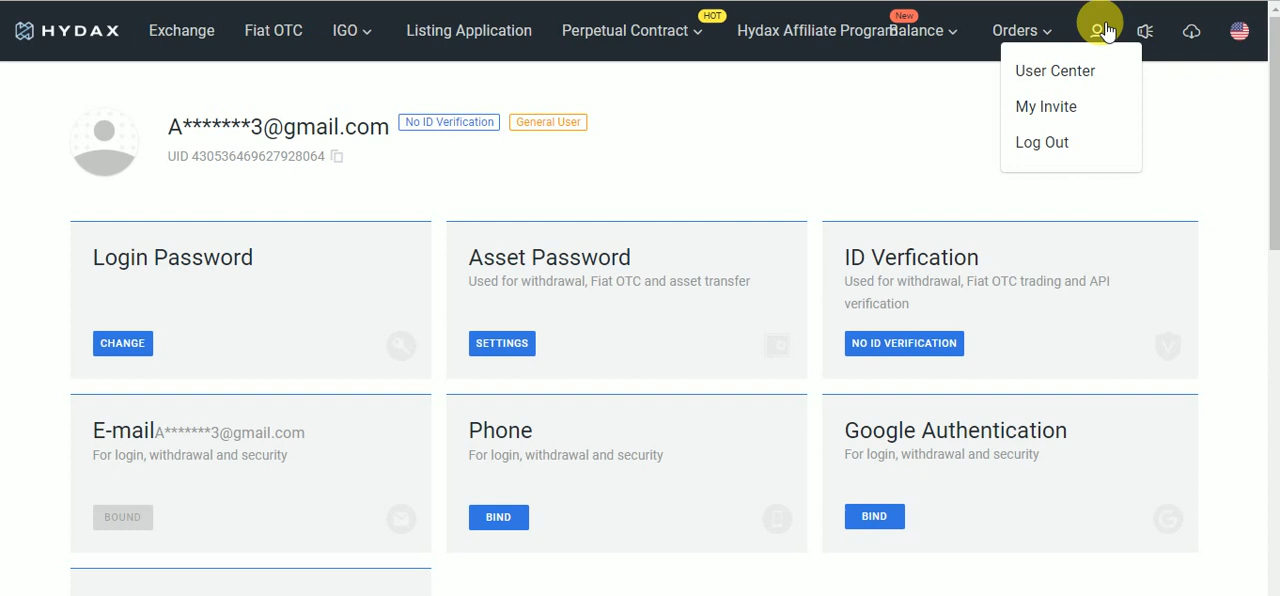 HYDAX Exchange Fiat OTC IGO Listing Application Perpetual Contract HOT Hydax Affiliate Program New Balance Orders
User Center
My Invite
Log Out
A*******3@gmail.com No ID Verification General User
UID 430536469627928064
Login Password
CHANGE
Asset Password
Used for withdrawal, Fiat OTC and asset transfer
SETTINGS
ID Verfication
Used for withdrawal, Fiat OTC trading and API
verification
NO ID VERIFICATION
E-mail A*******3@gmail.com
For login, withdrawal and security
BOUND
Phone
For login, withdrawal and security
BIND
Google Authentication
For login, withdrawal and security
BIND